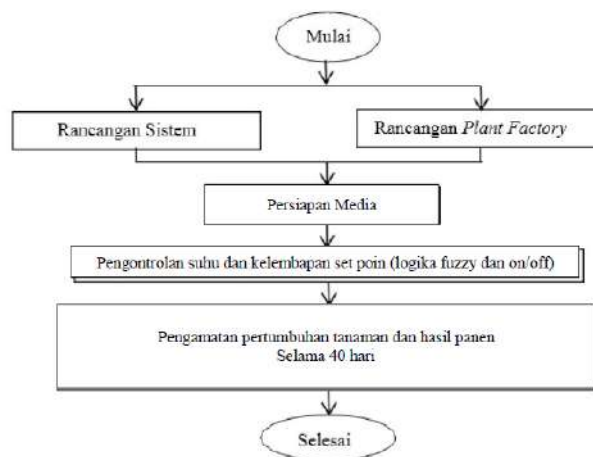 Mulai
Rancangan Sistem
Rancangan Plant Factory
Persiapan Media
Pengontrolan suhu dan kelembapan set poin (logika fuzzy dan on/off)
Pengamatan pertumbuhan tanaman dan hasil panen
Selama 40 hari
Selesai